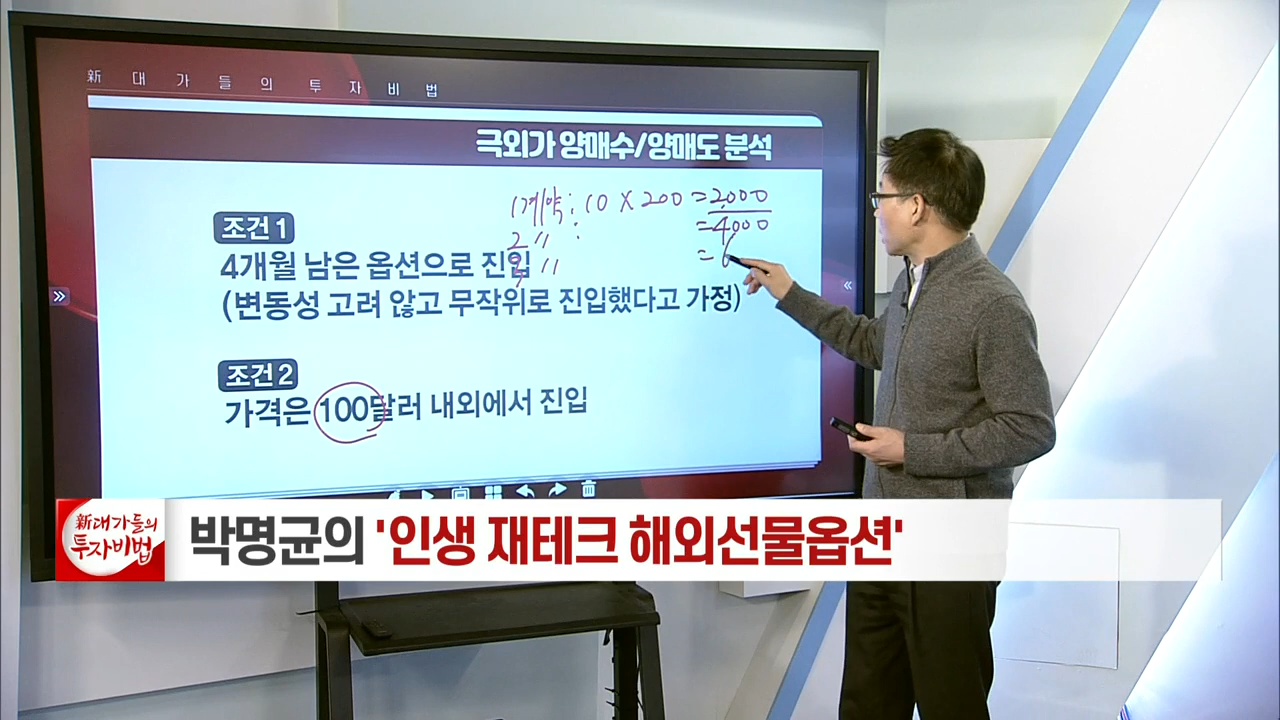 新 대 가 들 의 투 자 비 법
극외가 양매수/양매도 분석
1계약: 10 X 200 = 2000
2 〃 : = 4000
3 〃 = 6
조건 1
4개월 남은 옵션으로 진입
(변동성 고려 않고 무작위로 진입했다고 가정)
조건 2
가격은 100달러 내외에서 진입
新대가들의
투자비법
박명균의 '인생 재테크 해외선물옵션'